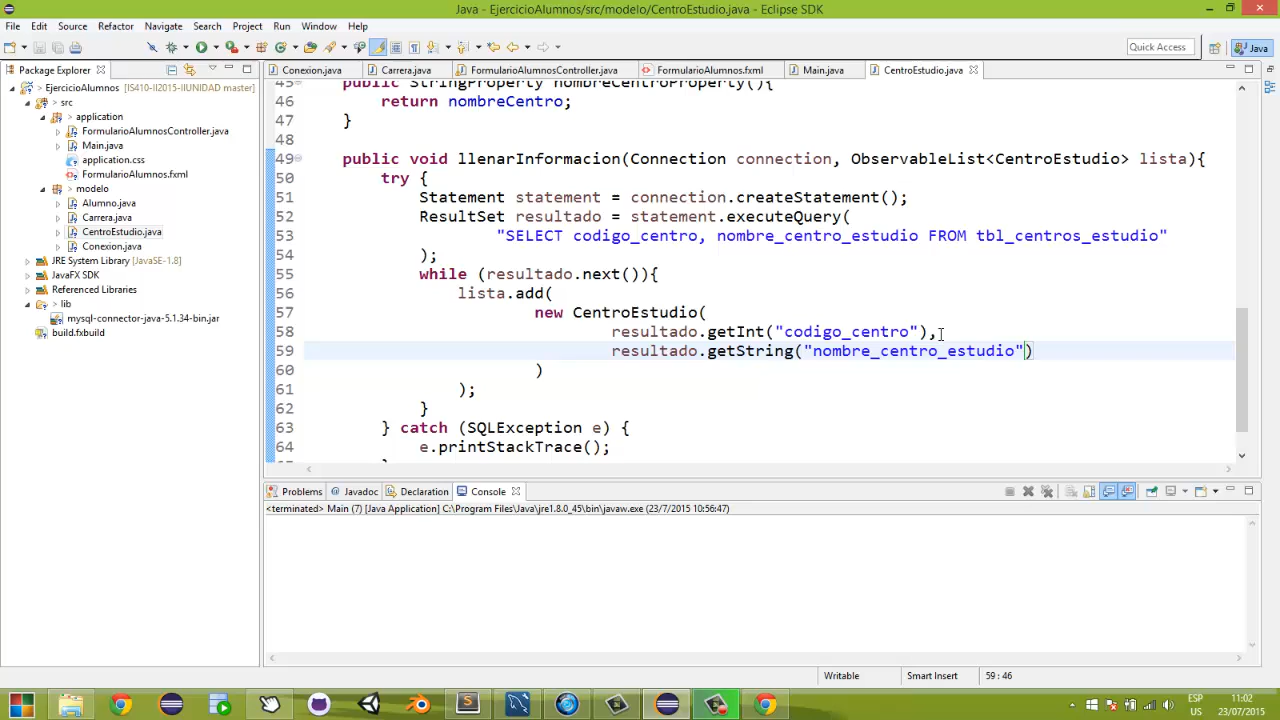 Java - EjercicioAlumnos/src/modelo/CentroEstudio.java - Eclipse SDK
File Edit Source Refactor Navigate Search Project Run Window Help
Quick Access
Java
Package Explorer
EjercicioAlumnos [IS410-II2015-IIUNIDAD master]
> src
> application
FormularioAlumnosController.java
> Main.java
application.css
FormularioAlumnos.fxml
> modelo
Alumno.java
Carrera.java
CentroEstudio.java
Conexion.java
JRE System Library [JavaSE-1.8]
JavaFX SDK
Referenced Libraries
> lib
mysql-connector-java-5.1.34-bin.jar
build.fxbuild
Conexion.java Carrera.java FormularioAlumnosController.java FormularioAlumnos.fxml Main.java CentroEstudio.java
45 public StringProperty nombreCentroProperty(){
46 return nombreCentro;
47 }
48
49 public void llenarInformacion(Connection connection, ObservableList<CentroEstudio> lista){
50 try {
51 Statement statement = connection.createStatement();
52 ResultSet resultado = statement.executeQuery(
53 "SELECT codigo_centro, nombre_centro_estudio FROM tbl_centros_estudio"
54 );
55 while (resultado.next()){
56 lista.add(
57 new CentroEstudio(
58 resultado.getInt("codigo_centro"),
59 resultado.getString("nombre_centro_estudio")
60 )
61 );
62 }
63 } catch (SQLException e) {
64 e.printStackTrace();
Problems Javadoc Declaration Console
<terminated> Main (7) [Java Application] C:\Program Files\Java\jre1.8.0_45\bin\javaw.exe (23/7/2015 10:56:47)
Writable Smart Insert 59 : 46
ESP
US
11:02
23/07/2015